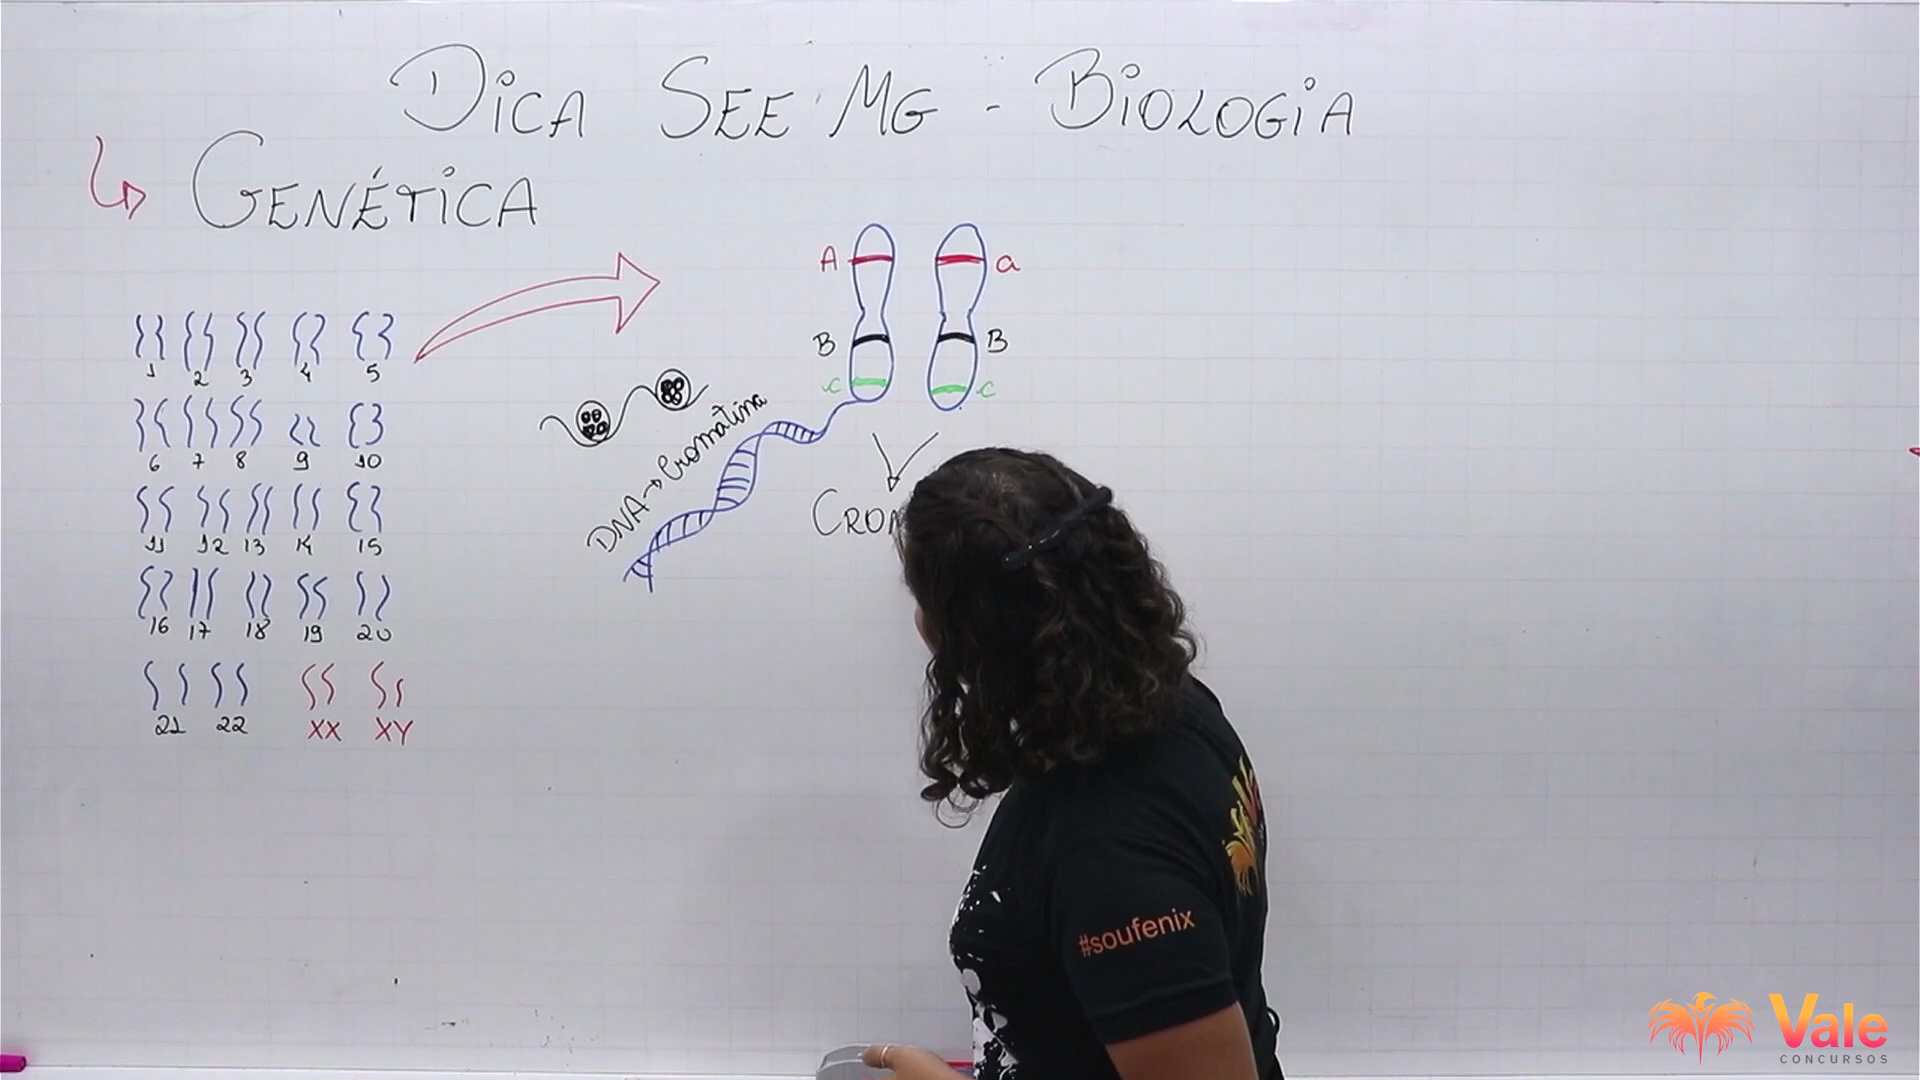 Dica See MG - Biologia
Genética
A a
B B
c c
1 2 3 4 5
6 7 8 9 10
11 12 13 14 15
16 17 18 19 20
21 22 XX XY
DNA → Cromatina
Crom
#soufenix
Vale
CONCURSOS